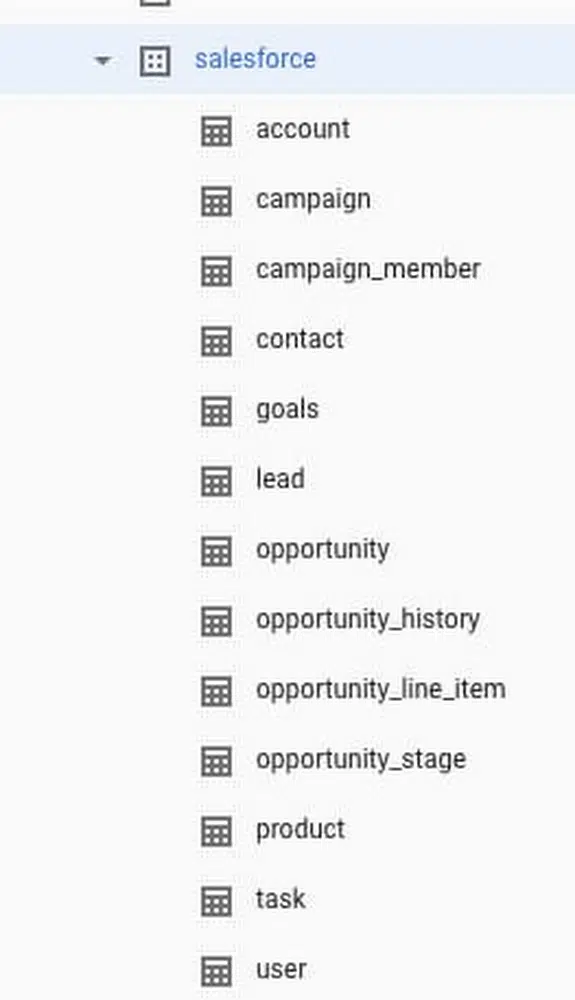 salesforce
account
campaign
campaign_member
contact
goals
lead
opportunity
opportunity_history
opportunity_line_item
opportunity_stage
product
task
user